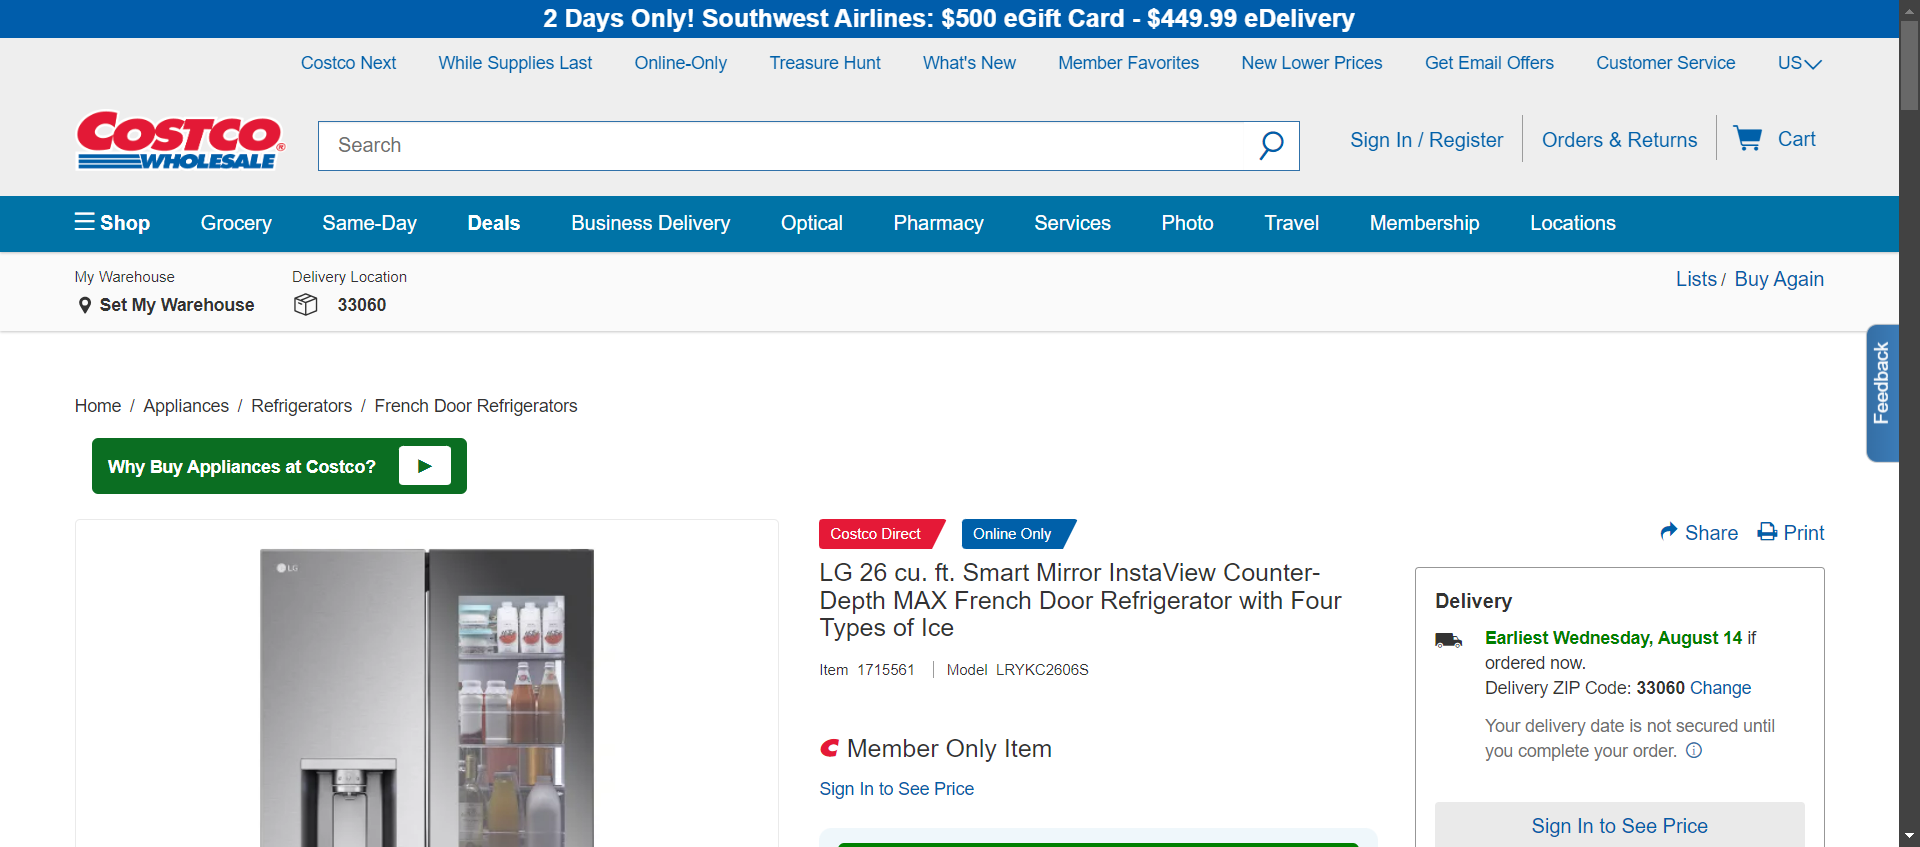 2 Days Only! Southwest Airlines: $500 eGift Card - $449.99 eDelivery
Costco Next While Supplies Last Online-Only Treasure Hunt What's New Member Favorites New Lower Prices Get Email Offers Customer Service US
COSTCO
WHOLESALE
Search
Sign In / Register Orders & Returns Cart
Shop Grocery Same-Day Deals Business Delivery Optical Pharmacy Services Photo Travel Membership Locations
My Warehouse
Set My Warehouse
Delivery Location
33060
Lists / Buy Again
Feedback
Home / Appliances / Refrigerators / French Door Refrigerators
Why Buy Appliances at Costco?
LG
Costco Direct Online Only
LG 26 cu. ft. Smart Mirror InstaView Counter-
Depth MAX French Door Refrigerator with Four
Types of Ice
Item 1715561 | Model LRYKC2606S
Member Only Item
Sign In to See Price
Share Print
Delivery
Earliest Wednesday, August 14 if
ordered now.
Delivery ZIP Code: 33060 Change
Your delivery date is not secured until
you complete your order.
Sign In to See Price